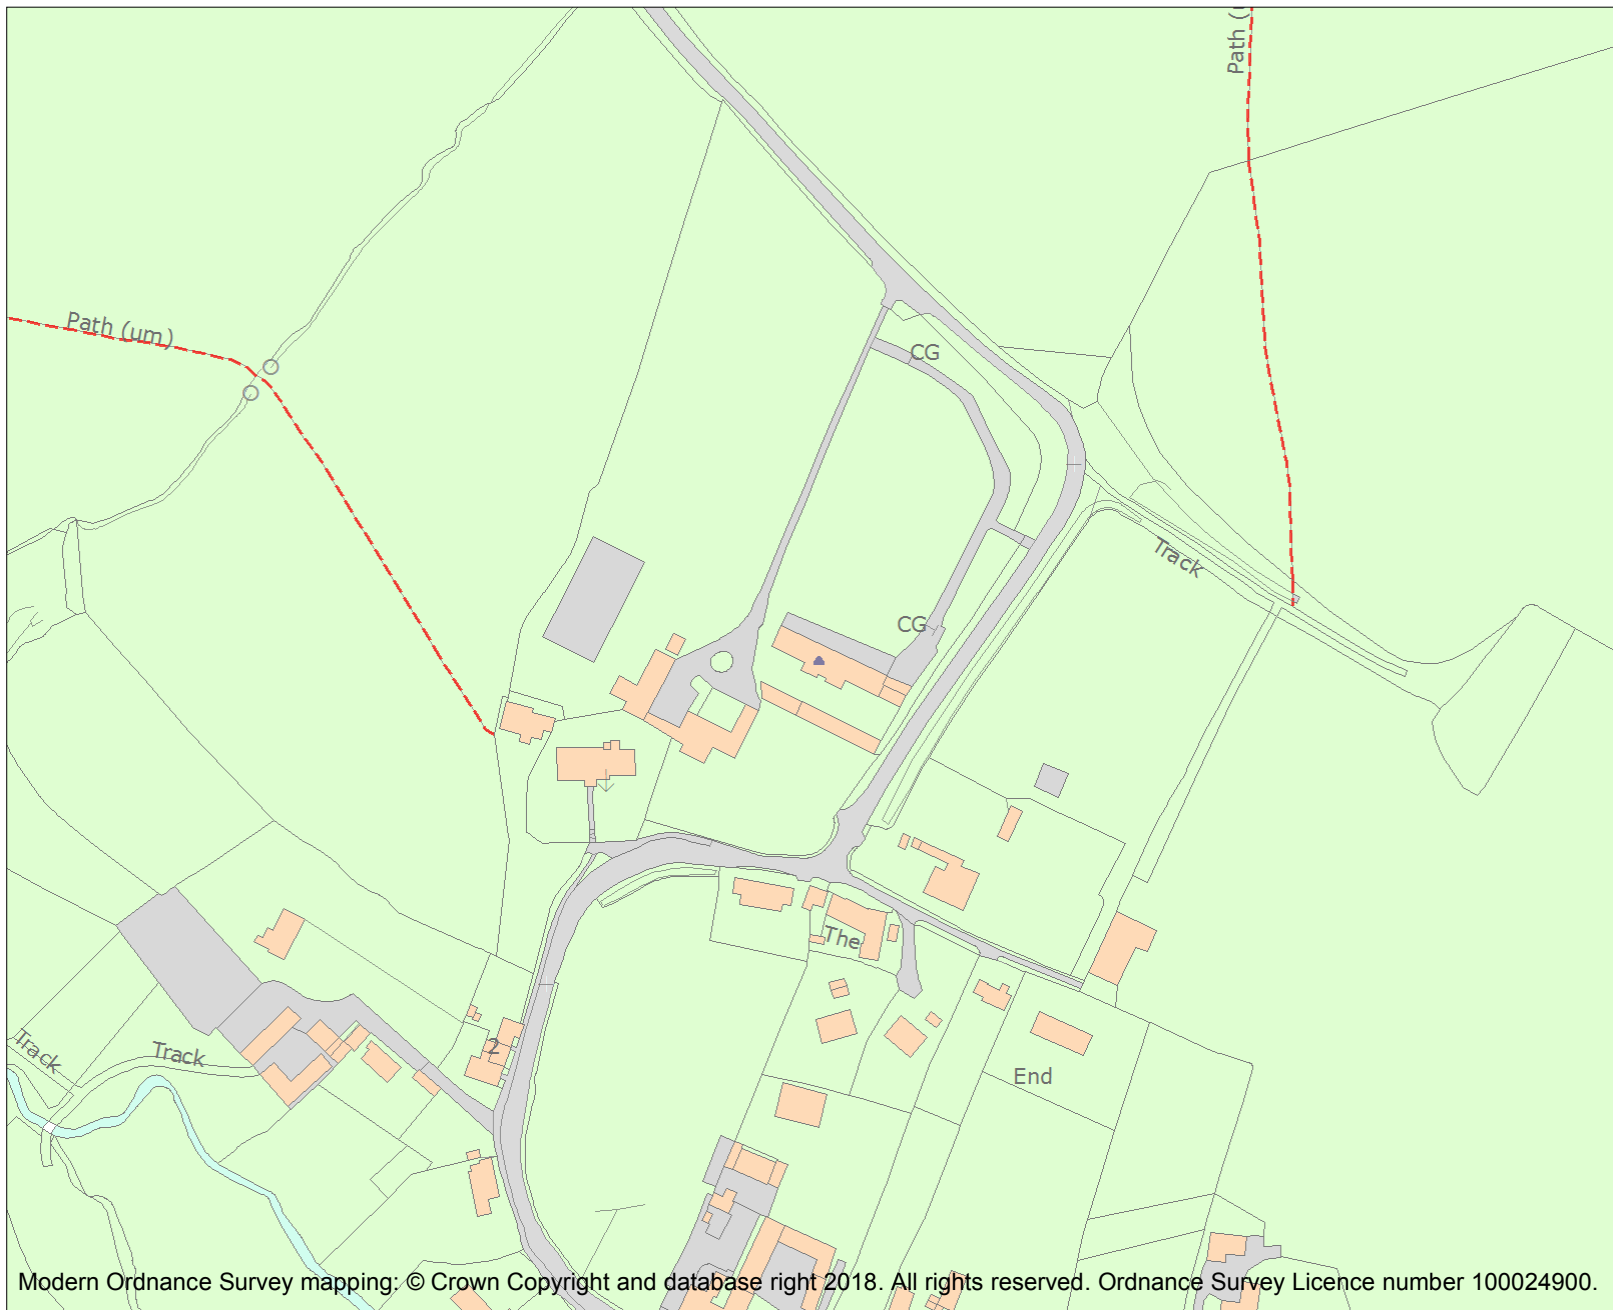 Path (u
Path (um)
CG
Track
CG
The
Track
Track
2
End
Modern Ordnance Survey mapping: © Crown Copyright and database right 2018. All rights reserved. Ordnance Survey Licence number 100024900.